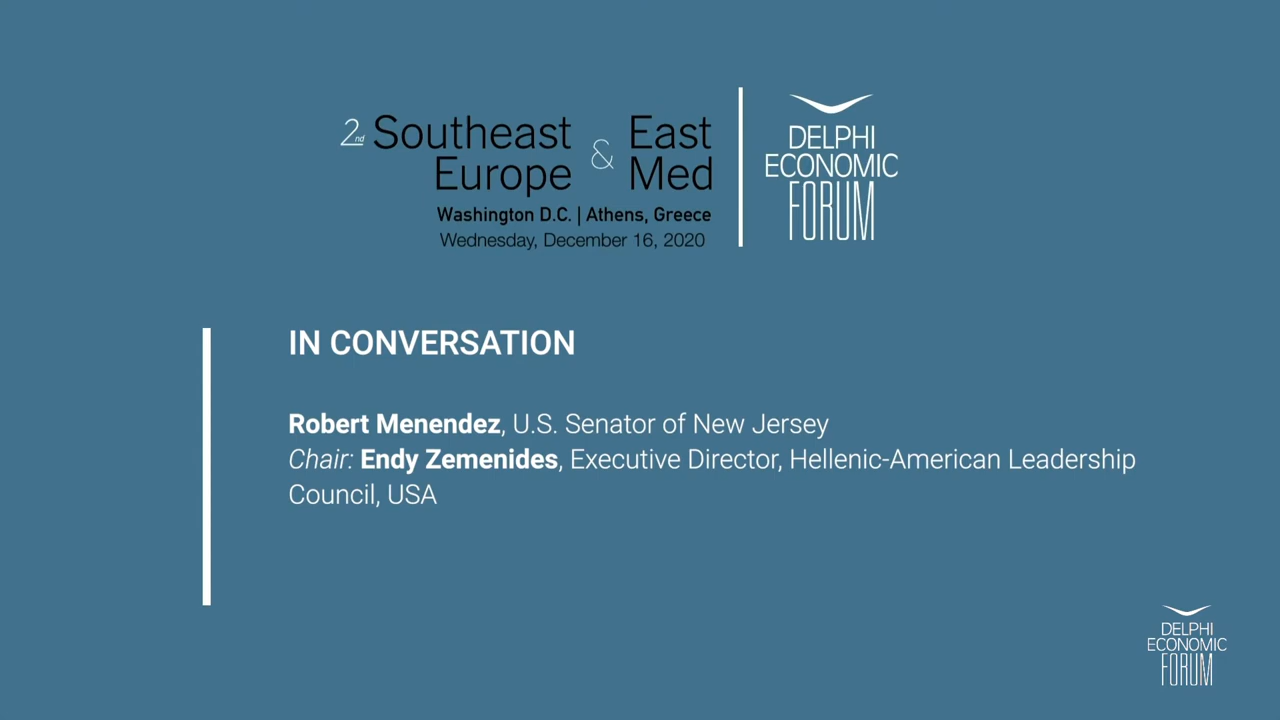 2nd Southeast Europe & East Med
Washington D.C. | Athens, Greece
Wednesday, December 16, 2020
DELPHI
ECONOMIC
FORUM
IN CONVERSATION
Robert Menendez, U.S. Senator of New Jersey
Chair: Endy Zemenides, Executive Director, Hellenic-American Leadership
Council, USA
DELPHI
ECONOMIC
FORUM